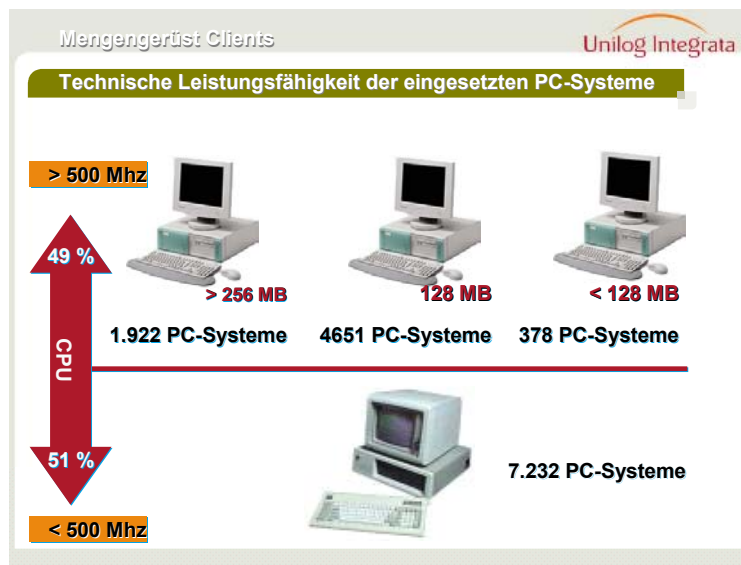 Mengengerüst Clients
Unilog Integrata
Technische Leistungsfähigkeit der eingesetzten PC-Systeme
> 500 Mhz
49 %
> 256 MB
128 MB
< 128 MB
1.922 PC-Systeme
4651 PC-Systeme
378 PC-Systeme
CPU
51 %
7.232 PC-Systeme
< 500 Mhz